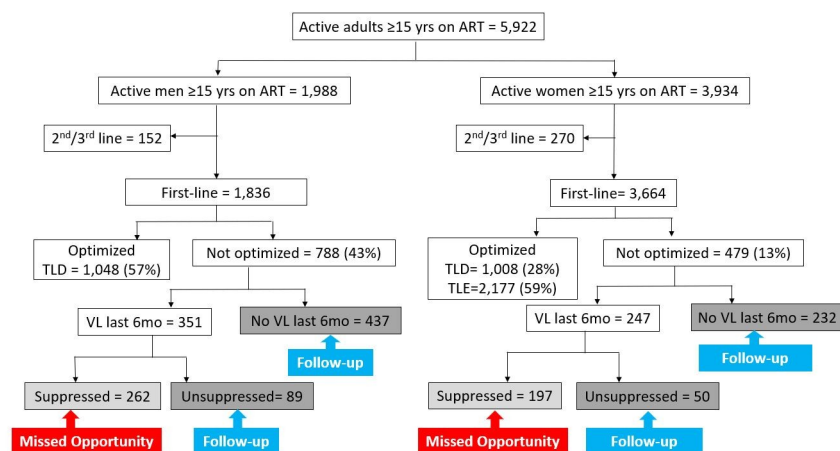 Active adults ≥15 yrs on ART = 5,922
Active men ≥15 yrs on ART = 1,988
Active women ≥15 yrs on ART = 3,934
2nd/3rd line = 152
2nd/3rd line = 270
First-line = 1,836
First-line= 3,664
Optimized
TLD = 1,048 (57%)
Not optimized = 788 (43%)
Optimized
TLD= 1,008 (28%)
TLE=2,177 (59%)
Not optimized = 479 (13%)
VL last 6mo = 351
No VL last 6mo = 437
VL last 6mo = 247
No VL last 6mo = 232
Follow-up
Follow-up
Suppressed = 262
Unsuppressed= 89
Suppressed = 197
Unsuppressed = 50
Missed Opportunity
Follow-up
Missed Opportunity
Follow-up